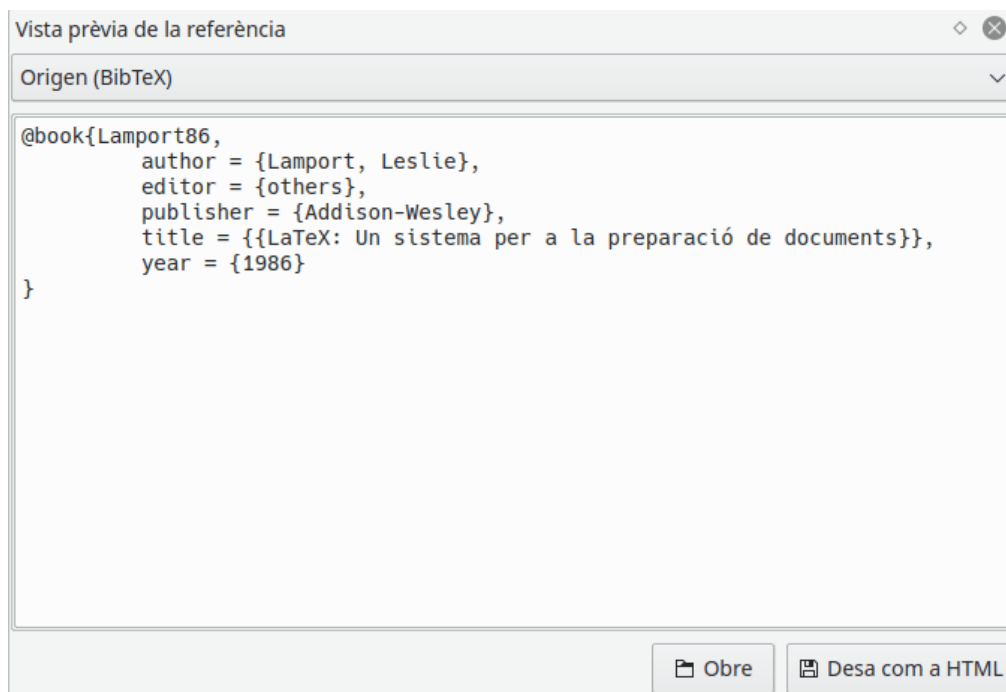 Vista prèvia de la referència
Origen (BibTeX)
@book{Lamport86,
author = {Lamport, Leslie},
editor = {others},
publisher = {Addison-Wesley},
title = {{LaTeX: Un sistema per a la preparació de documents}},
year = {1986}
}
Obre
Desa com a HTML